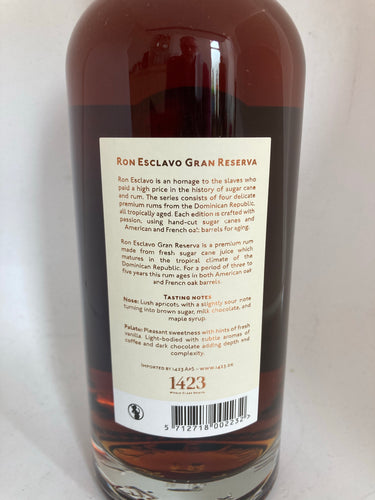 RON ESCLAVO GRAN RESERVA
Ron Esclavo is an homage to the slaves who
paid a high price in the history of sugar cane
and rum. The series consists of four delicate
premium rums from the Dominican Republic,
all tropically aged. Each edition is crafted with
passion, using hand-cut sugar canes and
American and French oak barrels for aging.
Ron Esclavo Gran Reserva is a premium rum
made from fresh sugar cane juice which
matures in the tropical climate of the
Dominican Republic. For a period of three to
five years this rum ages in both American oak
and French oak barrels.
TASTING NOTES
Nose: Lush apricots with a slightly sour note
turning into brown sugar, milk chocolate, and
maple syrup.
Palate: Pleasant sweetness with hints of fresh
vanilla. Light-bodied with subtle aromas of
coffee and dark chocolate adding depth and
complexity.
IMPORTED BY 1423 APS - WWW.1423.DK
1423
WORLD CLASS SPIRITS
5 712718 002232